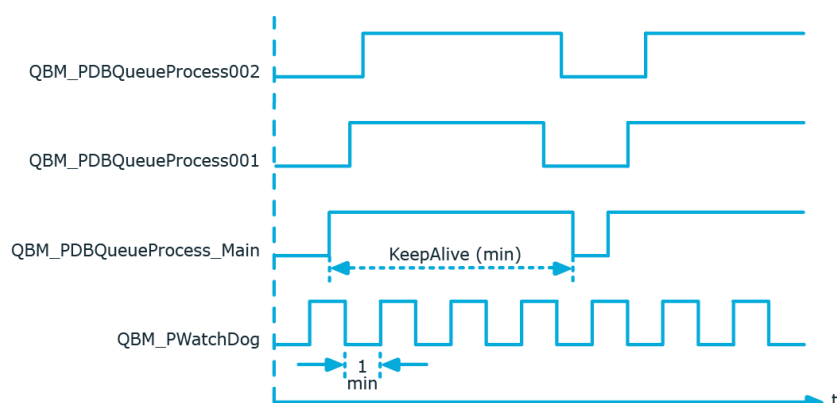 QBM_PDBQueueProcess002
QBM_PDBQueueProcess001
QBM_PDBQueueProcess_Main
KeepAlive (min)
QBM_PWatchDog
1
min
t